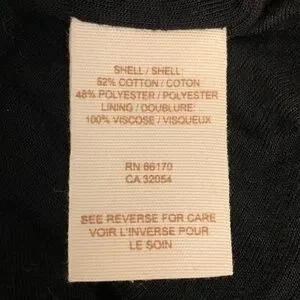 SHELL / SHELL:
52% COTTON / COTON
48% POLYESTER / POLYESTER
LINING / DOUBLURE:
100% VISCOSE / VISQUEUX
RN 66170
CA 32054
SEE REVERSE FOR CARE
VOIR L'INVERSE POUR
LE SOIN